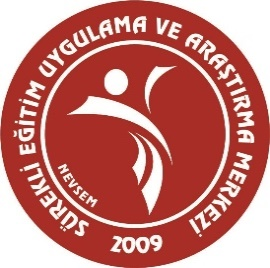 SÜREKLİ EĞİTİM UYGULAMA VE ARAŞTIRMA MERKEZİ
NEVSEM
2009